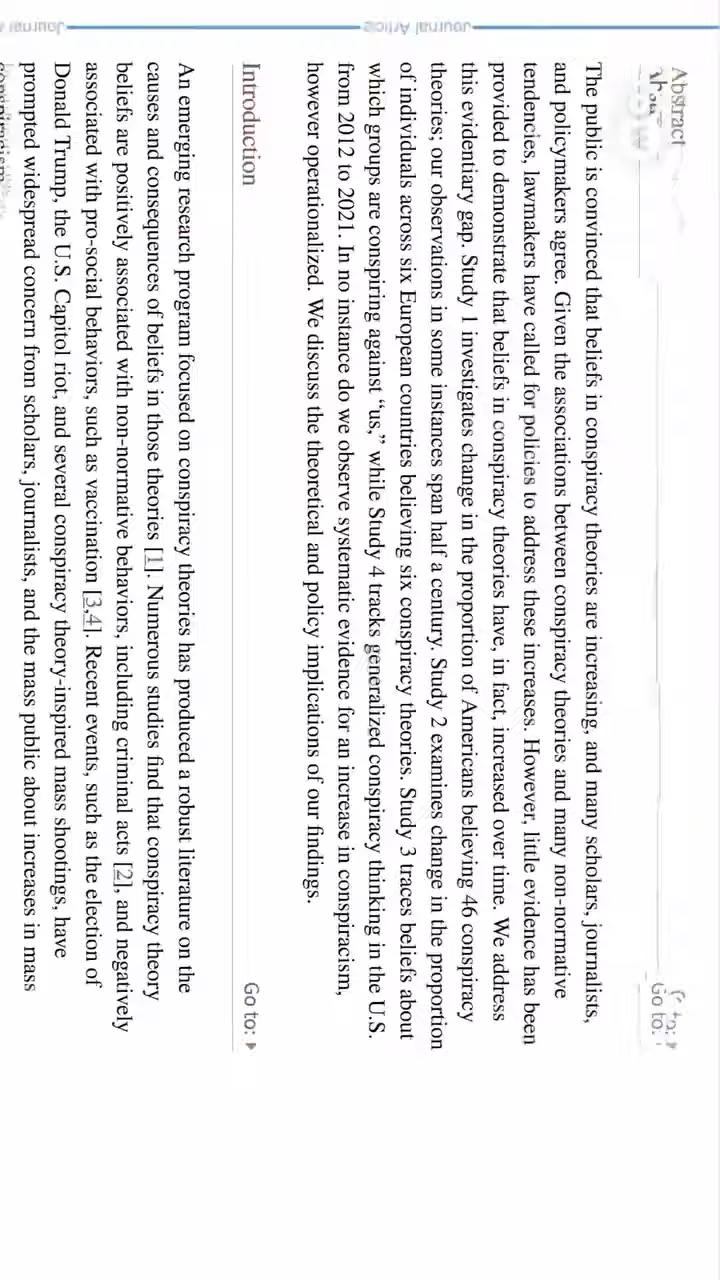 Journal Article
Abstract
Go to:
The public is convinced that beliefs in conspiracy theories are increasing, and many scholars, journalists,
and policymakers agree. Given the associations between conspiracy theories and many non-normative
tendencies, lawmakers have called for policies to address these increases. However, little evidence has been
provided to demonstrate that beliefs in conspiracy theories have, in fact, increased over time. We address
this evidentiary gap. Study 1 investigates change in the proportion of Americans believing 46 conspiracy
theories; our observations in some instances span half a century. Study 2 examines change in the proportion
of individuals across six European countries believing six conspiracy theories. Study 3 traces beliefs about
which groups are conspiring against “us,” while Study 4 tracks generalized conspiracy thinking in the U.S.
from 2012 to 2021. In no instance do we observe systematic evidence for an increase in conspiracism,
however operationalized. We discuss the theoretical and policy implications of our findings.
Introduction
Go to:
An emerging research program focused on conspiracy theories has produced a robust literature on the
causes and consequences of beliefs in those theories [1]. Numerous studies find that conspiracy theory
beliefs are positively associated with non-normative behaviors, including criminal acts [2], and negatively
associated with pro-social behaviors, such as vaccination [3,4]. Recent events, such as the election of
Donald Trump, the U.S. Capitol riot, and several conspiracy theory-inspired mass shootings, have
prompted widespread concern from scholars, journalists, and the mass public about increases in mass